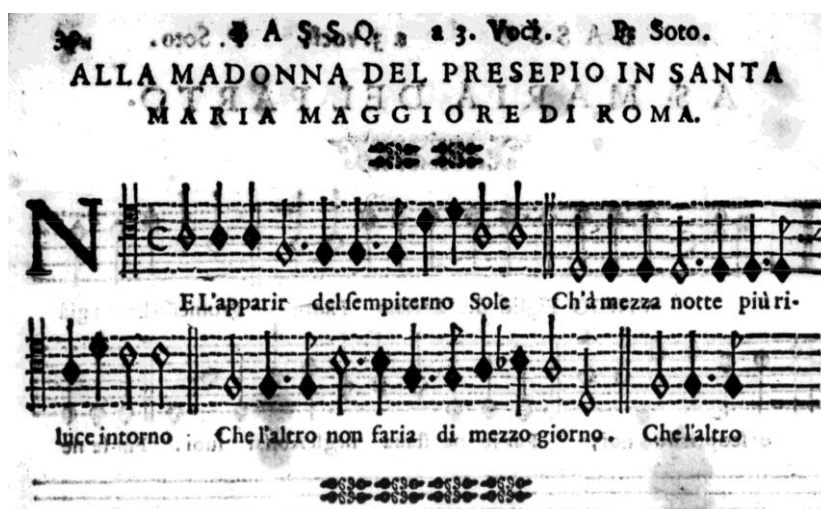 BASSO. a 3. Voci. P. Soto.
ALLA MADONNA DEL PRESEPIO IN SANTA
MARIA MAGGIORE DI ROMA.
NEL'apparir del sempiterno Sole Ch'à mezza notte più ri-
luce intorno Che l'altro non faria di mezzo giorno. Che l'altro